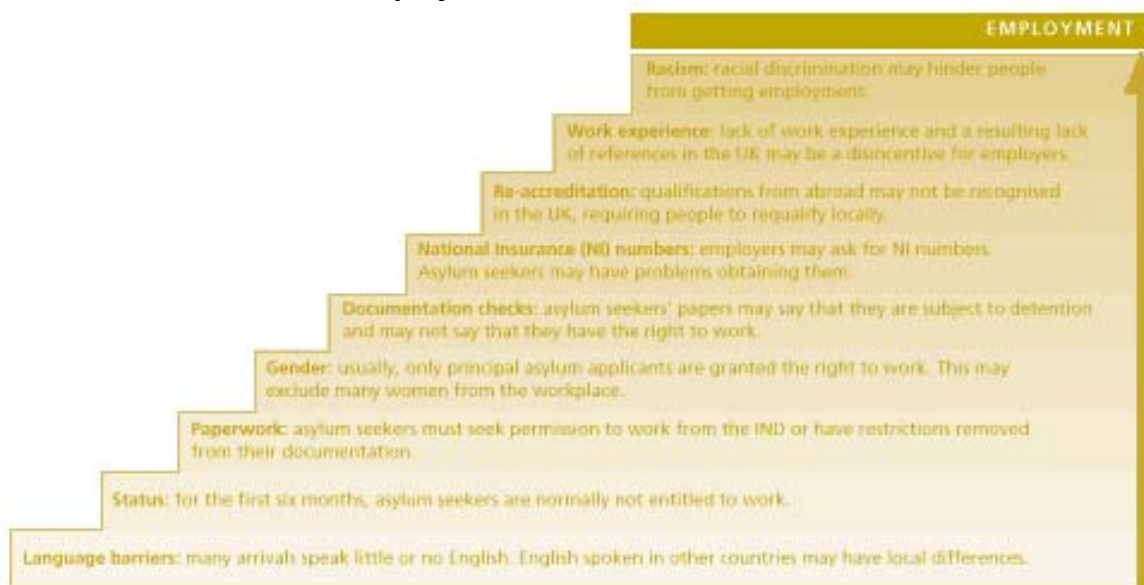 EMPLOYMENT
Racism: racial discrimination may hinder people
from getting employment.
Work experience: lack of work experience and a resulting lack
of references in the UK may be a disincentive for employers.
Re-accreditation: qualifications from abroad may not be recognised
in the UK, requiring people to requalify locally.
National Insurance (NI) numbers: employers may ask for NI numbers.
Asylum seekers may have problems obtaining them.
Documentation checks: asylum seekers' papers may say that they are subject to detention
and may not say that they have the right to work.
Gender: usually, only principal asylum applicants are granted the right to work. This may
exclude many women from the workplace.
Paperwork: asylum seekers must seek permission to work from the IND or have restrictions removed
from their documentation.
Status: for the first six months, asylum seekers are normally not entitled to work.
Language barriers: many arrivals speak little or no English. English spoken in other countries may have local differences.